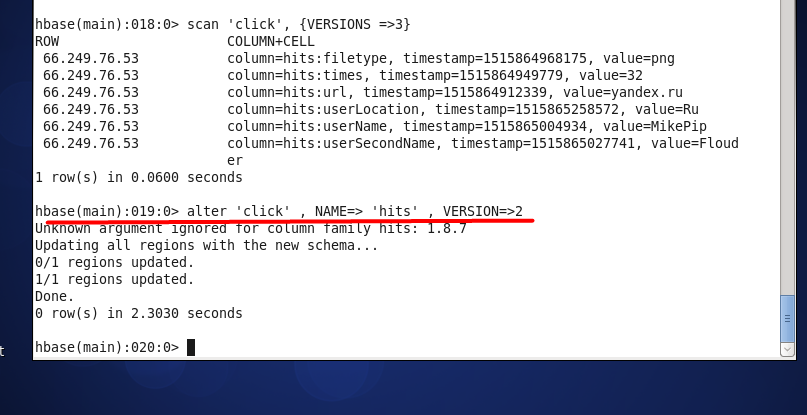 hbase(main):018:0> scan 'click', {VERSIONS =>3}
ROW COLUMN+CELL
66.249.76.53 column=hits:filetype, timestamp=1515864968175, value=png
66.249.76.53 column=hits:times, timestamp=1515864949779, value=32
66.249.76.53 column=hits:url, timestamp=1515864912339, value=yandex.ru
66.249.76.53 column=hits:userLocation, timestamp=1515865258572, value=Ru
66.249.76.53 column=hits:userName, timestamp=1515865004934, value=MikePip
66.249.76.53 column=hits:userSecondName, timestamp=1515865027741, value=Floud
er
1 row(s) in 0.0600 seconds
hbase(main):019:0> alter 'click' , NAME=> 'hits' , VERSION=>2
Unknown argument ignored for column family hits: 1.8.7
Updating all regions with the new schema...
0/1 regions updated.
1/1 regions updated.
Done.
0 row(s) in 2.3030 seconds
t
hbase(main):020:0>